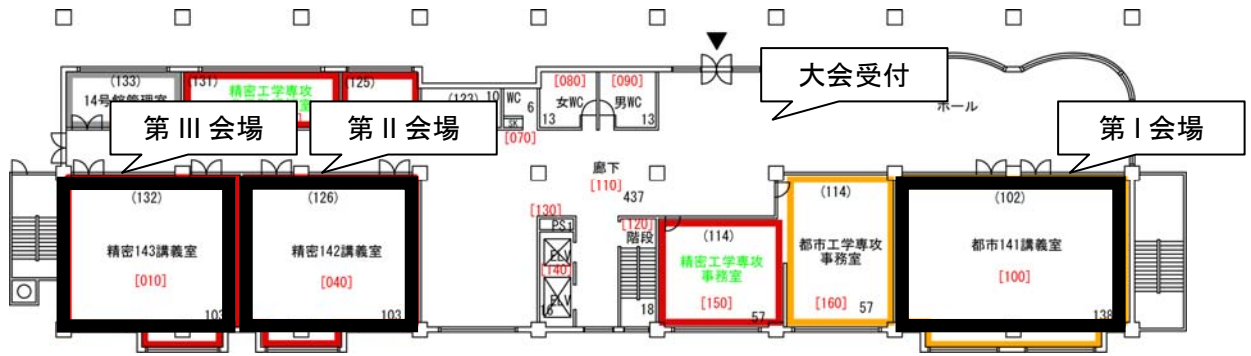 大会受付
(133)
14号館管理室
(131)
精密工学専攻
(125)
(123)
10
WC
6
SK
[070]
[080]
女WC
13
[090]
男WC
13
ホール
第 III 会場
第 II 会場
第 I 会場
廊下
[110]
437
(132)
精密143講義室
[010]
103
(126)
精密142講義室
[040]
103
[130]
PS
ELV
[140]
ELV
16
[120]
階段
18
(114)
精密工学専攻
事務室
[150]
57
(114)
都市工学専攻
事務室
[160]
57
(102)
都市141講義室
[100]
138